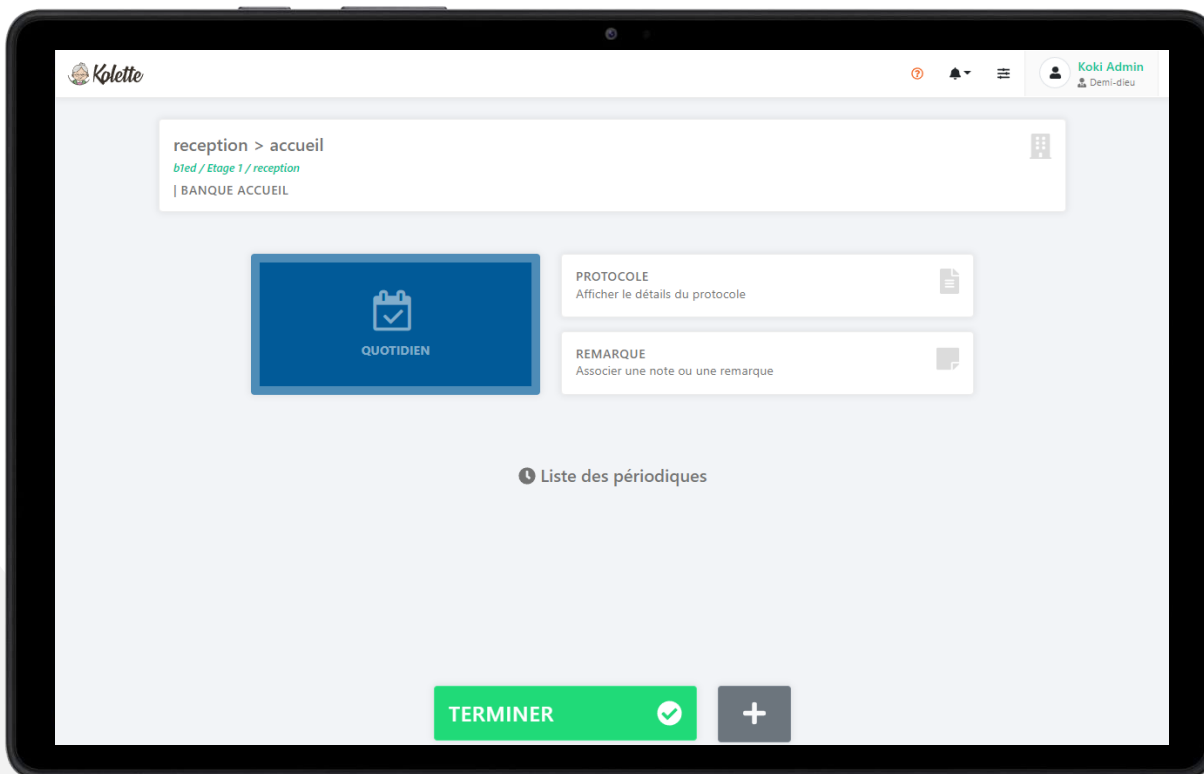 Kolette
Koki Admin
Demi-dieu
reception > accueil
b1ed / Etage 1 / reception
| BANQUE ACCUEIL
QUOTIDIEN
PROTOCOLE
Afficher le détails du protocole
REMARQUE
Associer une note ou une remarque
Liste des périodiques
TERMINER